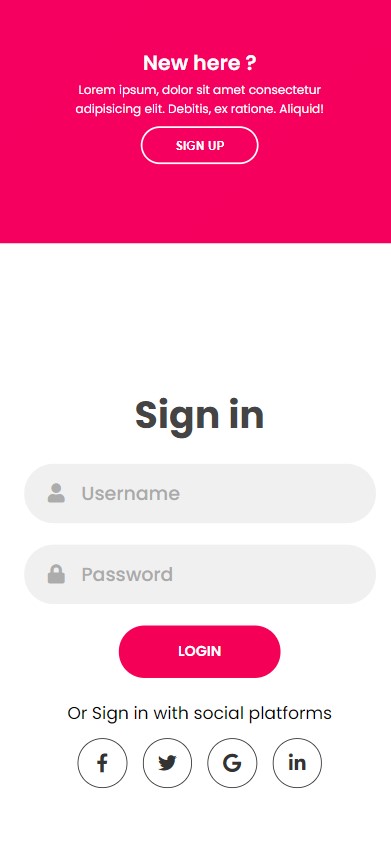 New here ?
Lorem ipsum, dolor sit amet consectetur
adipisicing elit. Debitis, ex ratione. Aliquid!
SIGN UP
Sign in
Username
Password
LOGIN
Or Sign in with social platforms